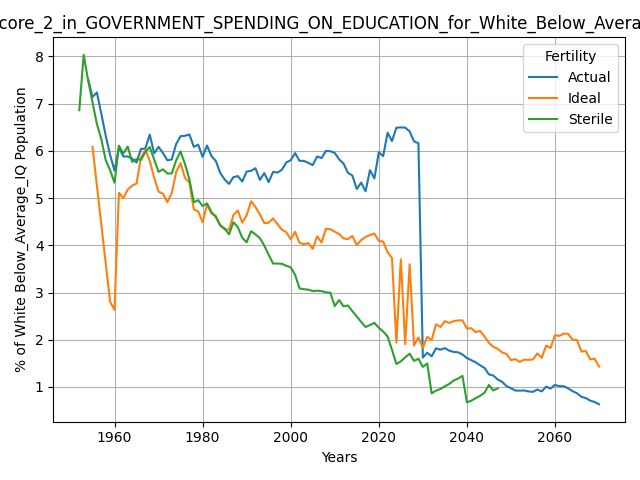 core_2_in_GOVERNMENT_SPENDING_ON_EDUCATION_for_White_Below_Avera
Fertility
Actual
Ideal
Sterile
% of White Below_Average_IQ Population
8
7
6
5
4
3
2
1
1960 1980 2000 2020 2040 2060
Years